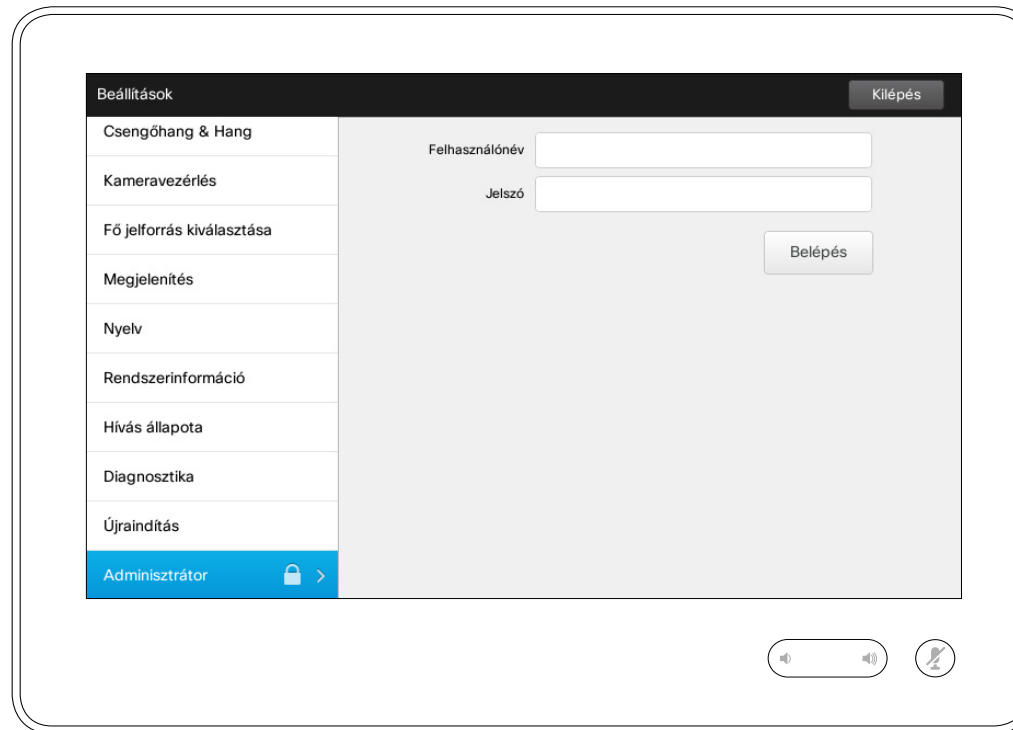 Beállítások
Kilépés
Csengőhang & Hang
Kameravezérlés
Fő jelforrás kiválasztása
Megjelenítés
Nyelv
Rendszerinformáció
Hívás állapota
Diagnosztika
Újraindítás
Adminisztrátor
Felhasználónév
Jelszó
Belépés